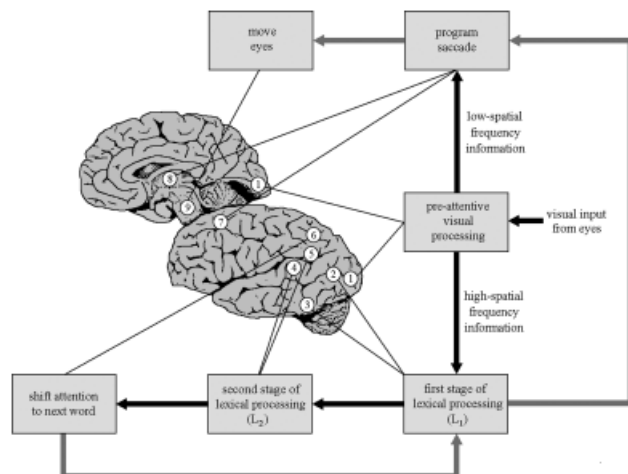 move
eyes
program
saccade
low-spatial
frequency
information
pre-attentive
visual
processing
visual input
from eyes
high-spatial
frequency
information
8
1
9
7
6
5
4
2
1
3
shift attention
to next word
second stage of
lexical processing
(L₂)
first stage of
lexical processing
(L₁)